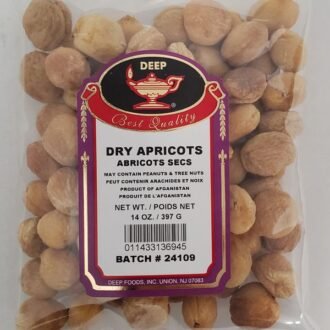 DEEP
Best Quality
DRY APRICOTS
ABRICOTS SECS
MAY CONTAIN PEANUTS & TREE NUTS
PEUT CONTENIR ARACHIDES ET NOIX
PRODUCT OF AFGANISTAN
PRODUIT DE L'AFGANISTAN
NET WT. / POIDS NET
14 OZ. / 397 G
011433136945
BATCH # 24109
DEEP FOODS, INC. UNION, NJ 07083